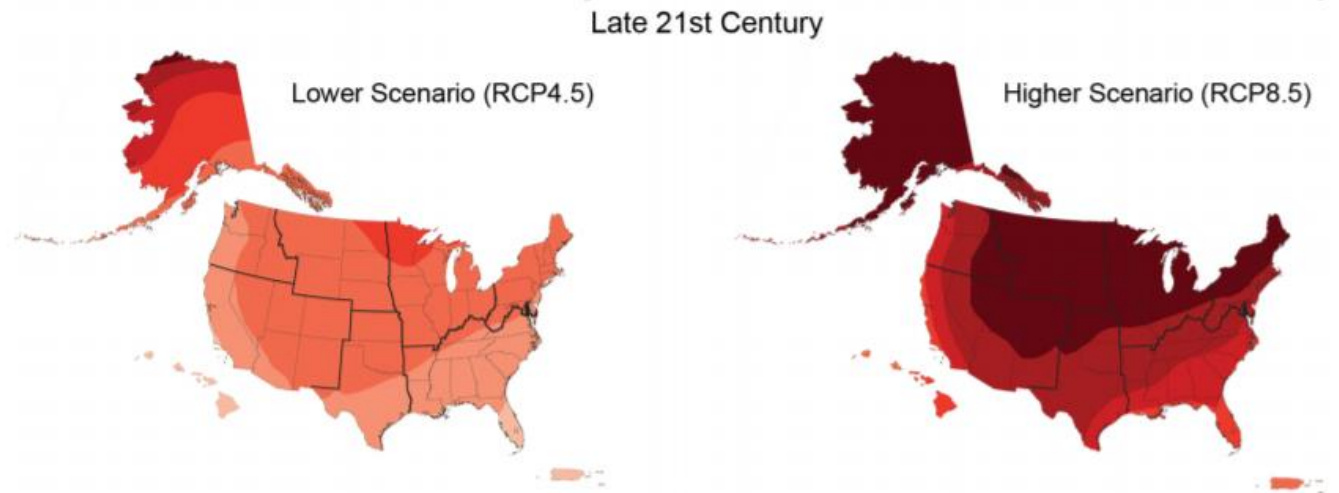 Late 21st Century
Lower Scenario (RCP4.5)
Higher Scenario (RCP8.5)